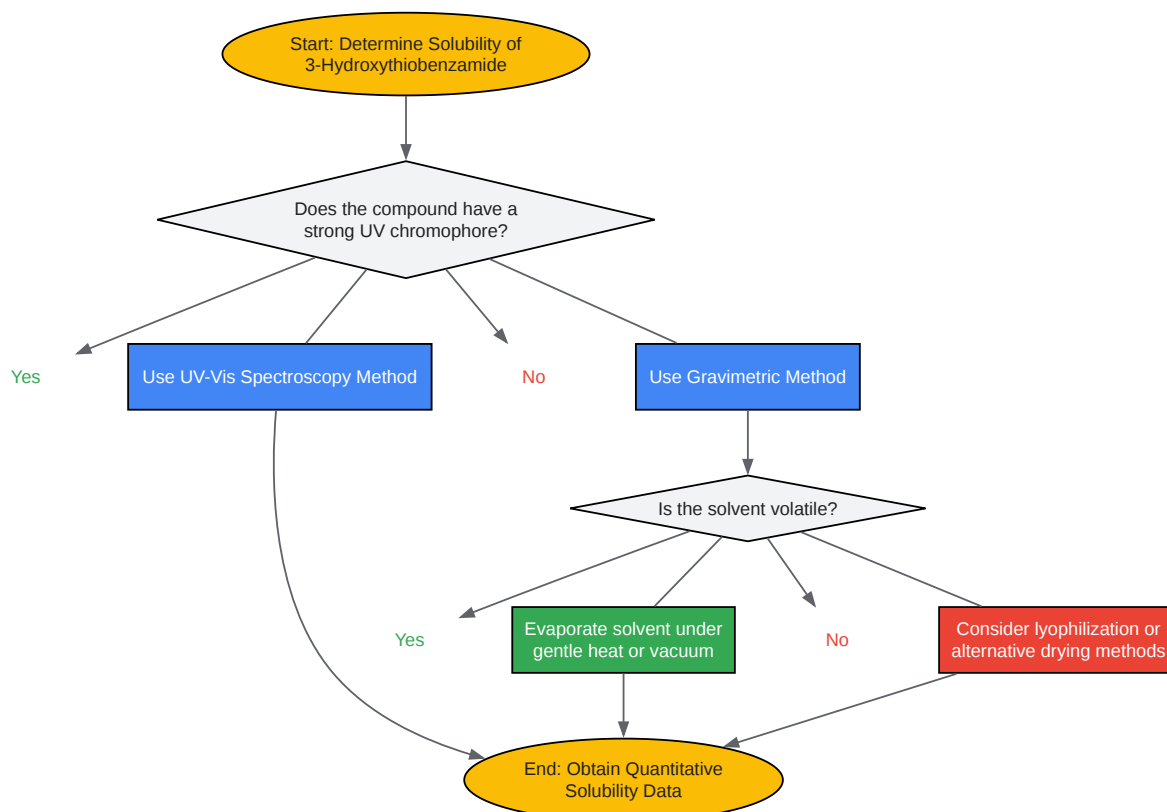 Start: Determine Solubility of
3-Hydroxythiobenzamide
Does the compound have a
strong UV chromophore?
Yes
Use UV-Vis Spectroscopy Method
No
Use Gravimetric Method
Is the solvent volatile?
Yes
Evaporate solvent under
gentle heat or vacuum
No
Consider lyophilization or
alternative drying methods
End: Obtain Quantitative
Solubility Data